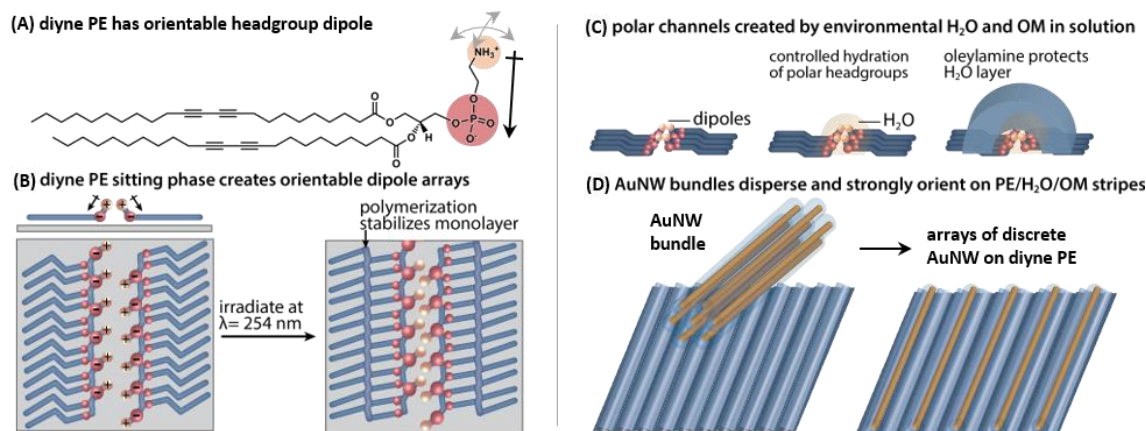 (A) diyne PE has orientable headgroup dipole
NH₃⁺
O
O
O
O
O
P
O
O⁻
H
(B) diyne PE sitting phase creates orientable dipole arrays
irradiate at
λ= 254 nm
polymerization
stabilizes monolayer
(C) polar channels created by environmental H₂O and OM in solution
dipoles
controlled hydration
of polar headgroups
H₂O
oleylamine protects
H₂O layer
(D) AuNW bundles disperse and strongly orient on PE/H₂O/OM stripes
AuNW
bundle
arrays of discrete
AuNW on diyne PE